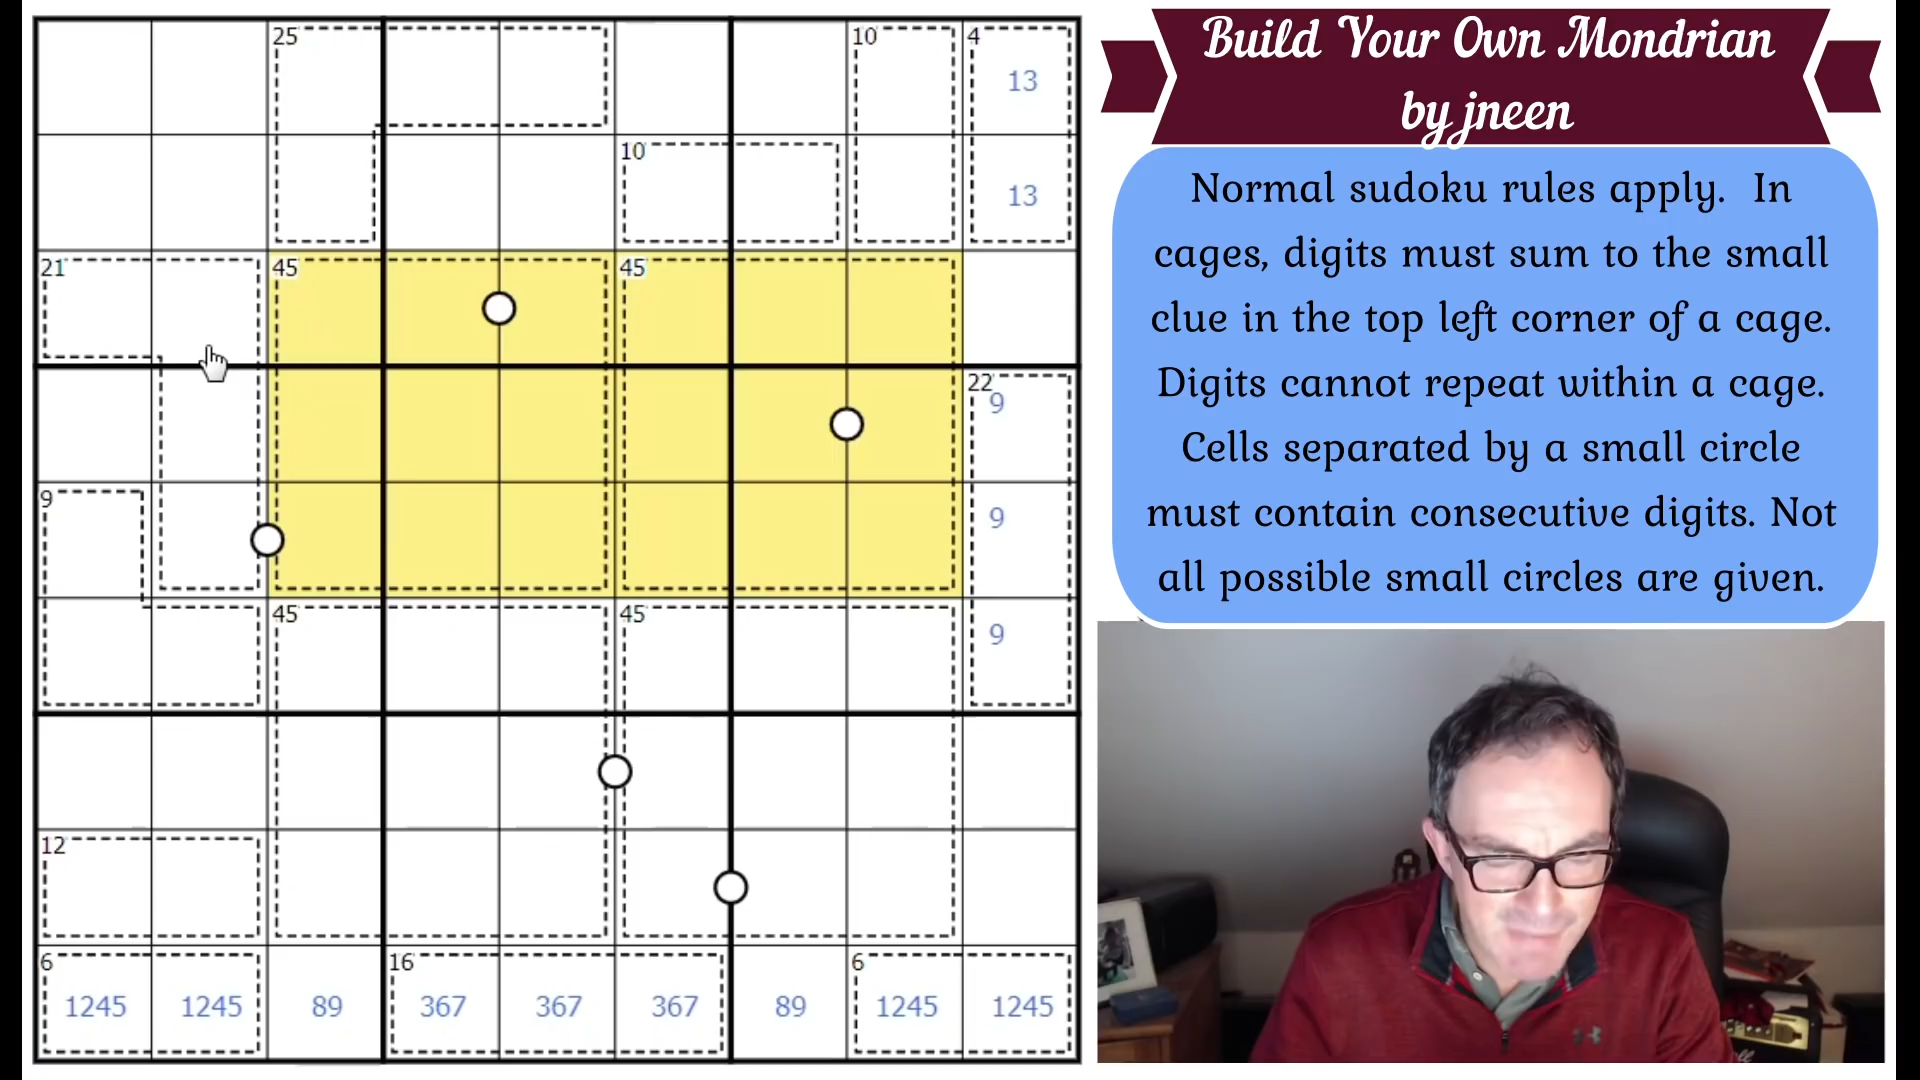 Build Your Own Mondrian
by jneen
Normal sudoku rules apply. In
cages, digits must sum to the small
clue in the top left corner of a cage.
Digits cannot repeat within a cage.
Cells separated by a small circle
must contain consecutive digits. Not
all possible small circles are given.
25 10 4
13
10
13
21 45 45
22
9
9
9
45 45
9
12
6 16 6
1245 1245 89 367 367 367 89 1245 1245